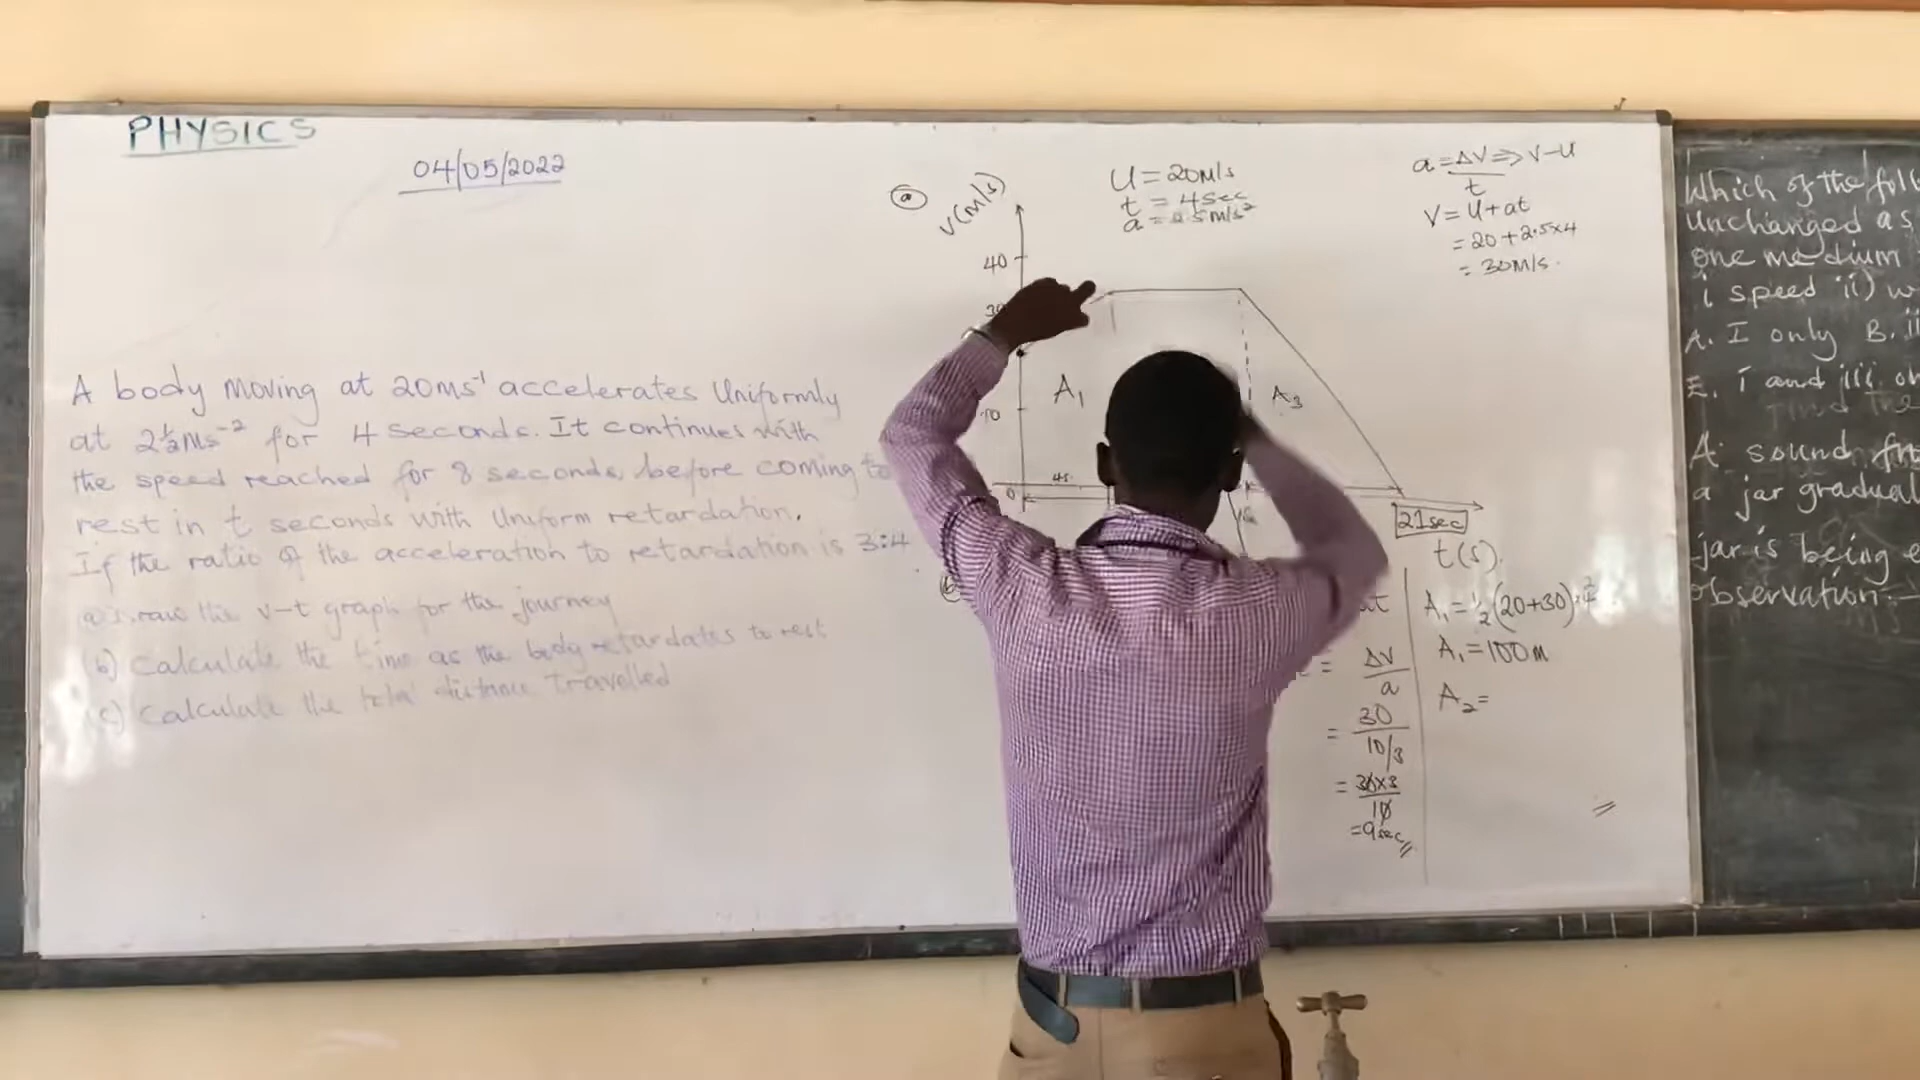 PHYSICS
04/05/2022
A body moving at 20ms⁻¹ accelerates Uniformly
at 2½ms⁻² for 4 seconds. It continues with
the speed reached for 8 seconds, before coming to
rest in t seconds with Uniform retardation.
If the ratio of the acceleration to retardation is 3:4
the v-t graph for the journey
(b) Calculate the time as the body retardates to rest
(c) Calculate the total distance Travelled
(a)
V(m/s)
40
30
0
A₁
A₃
21sec
t(s)
U = 20m/s
t = 4sec
a = 2.5m/s²
a = ΔV/t ⇒ V-U
V = U+at
= 20+2.5×4
= 30m/s.
= ΔV/a
= 30/10/3
= 30×3/10
= 9sec
A₁ = ½(20+30)
A₁ = 100m
A₂ =
Which of the
Unchanged as
one medium
i speed ii)
A. I only B.
E. i and iii
A sound
a jar
jar is being
observation.